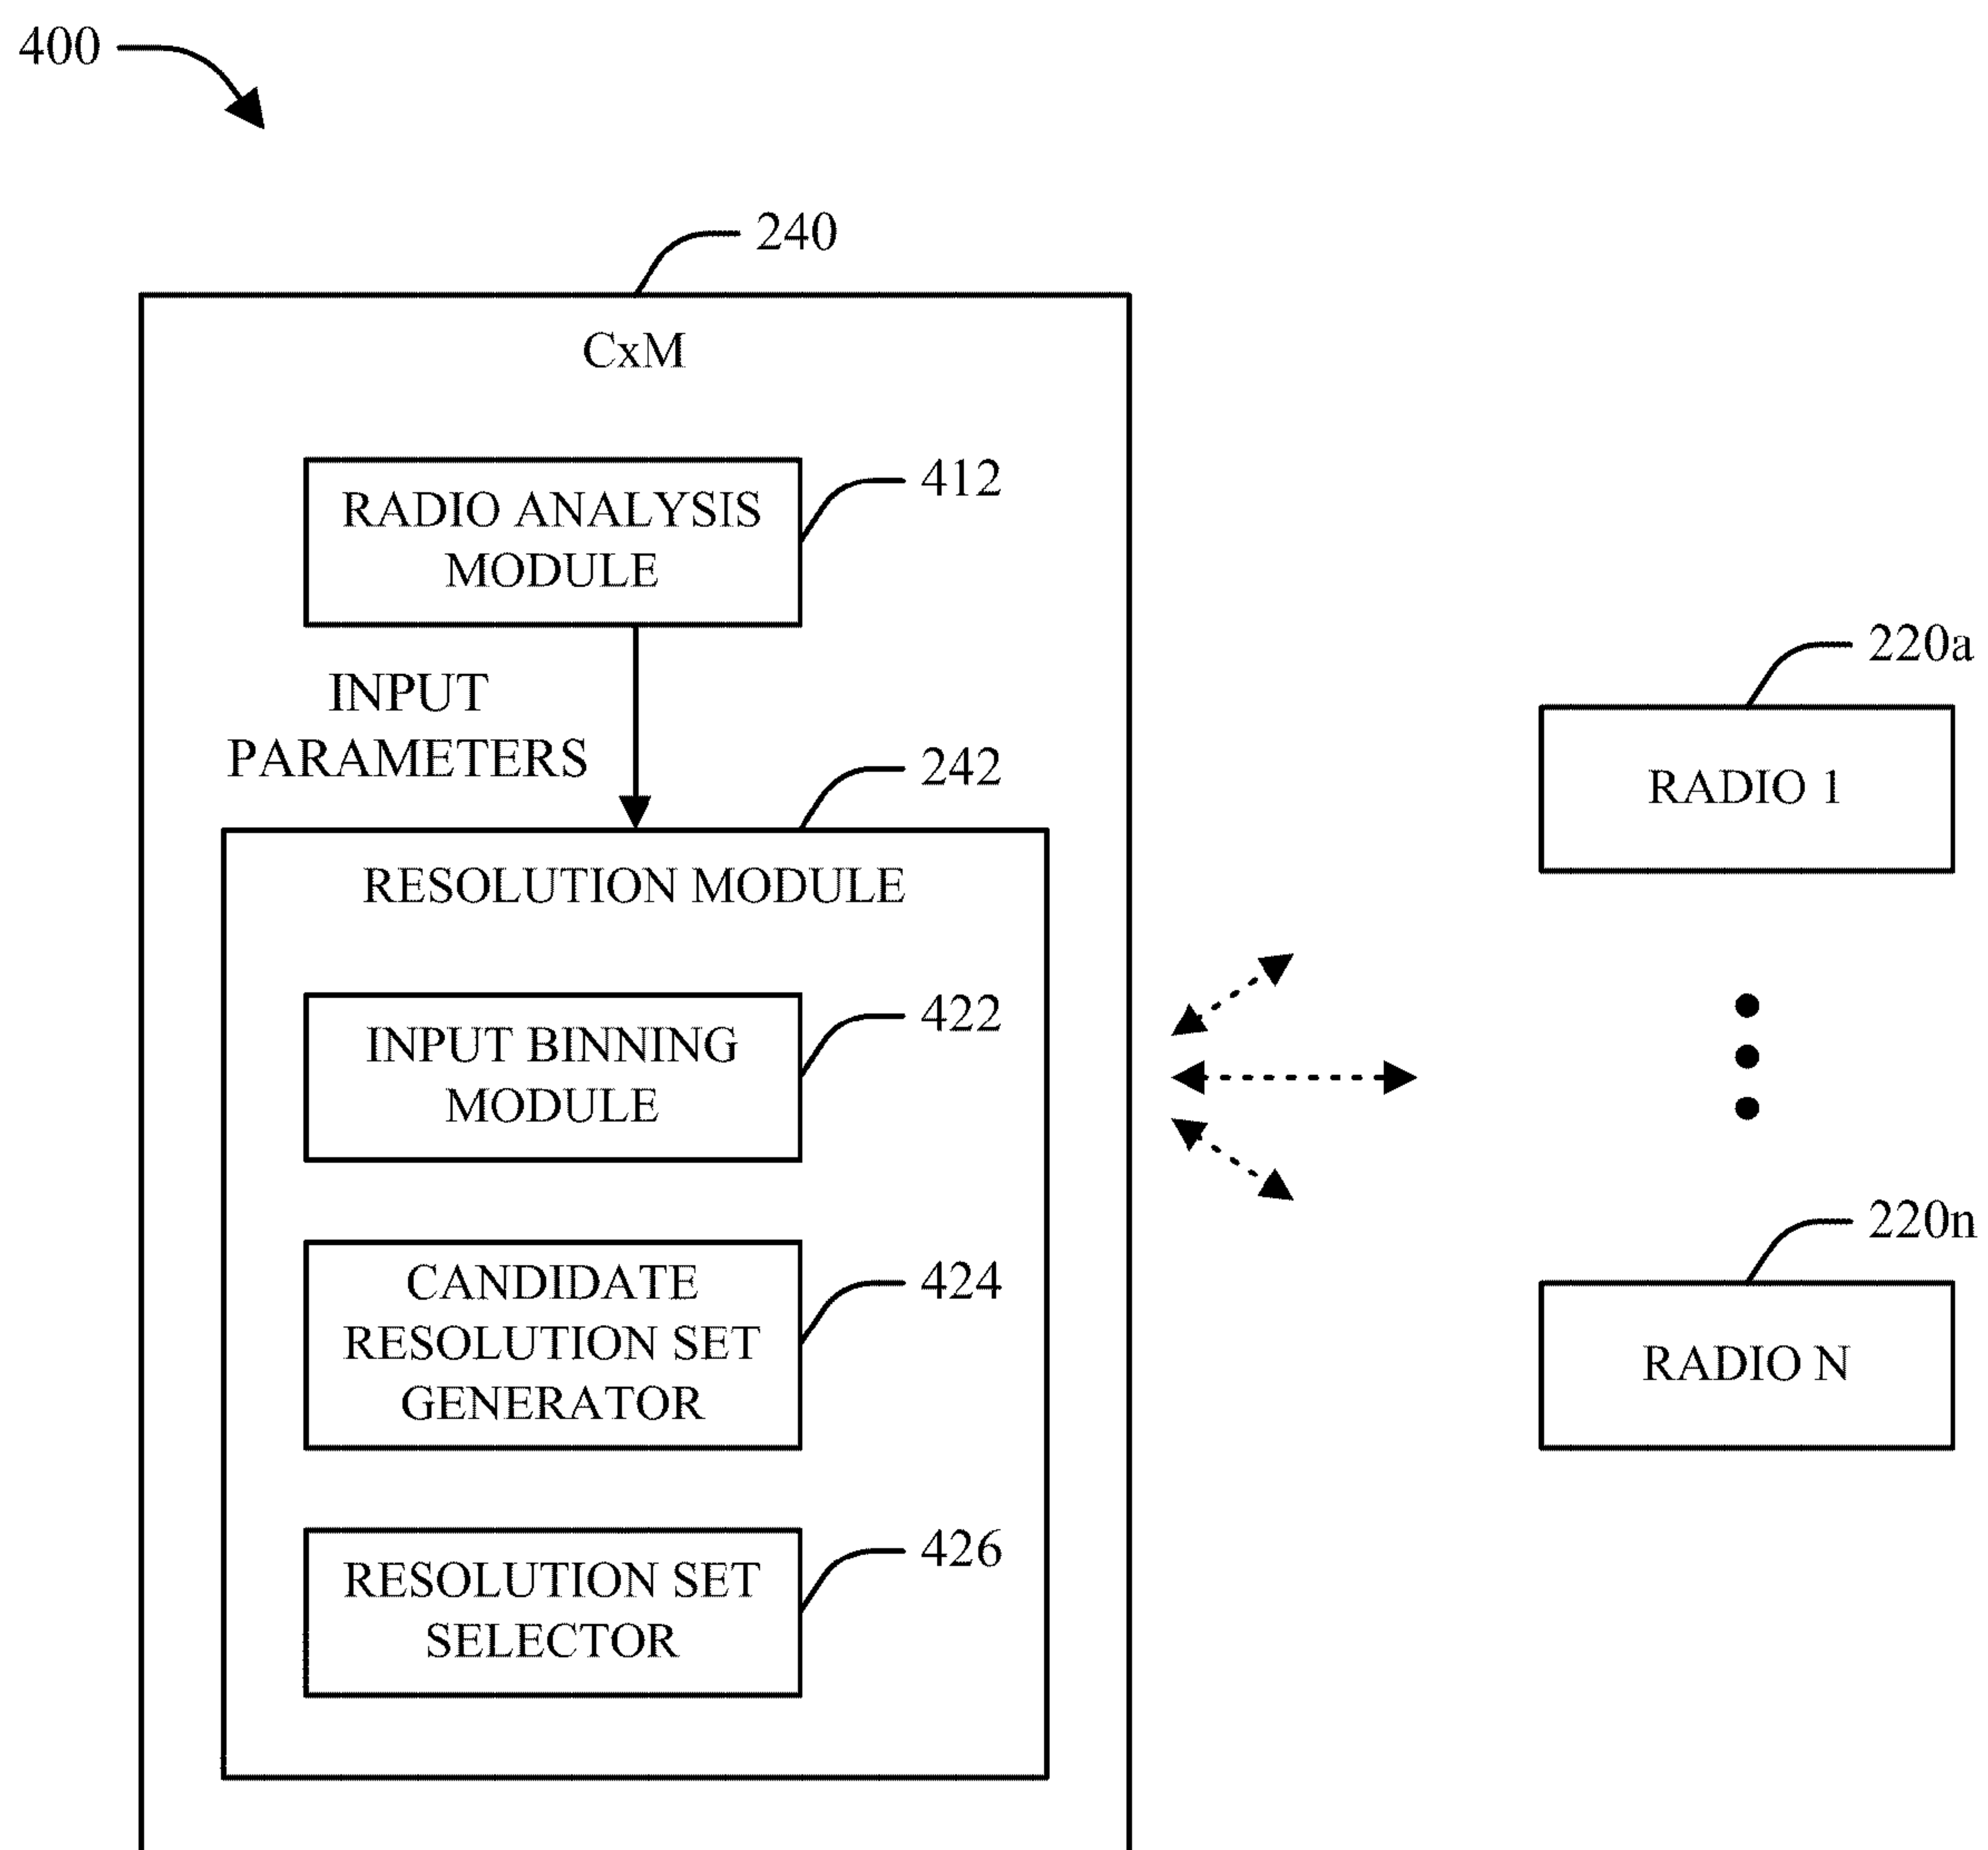 400
240
CxM
412
RADIO ANALYSIS
MODULE
INPUT
PARAMETERS
242
RESOLUTION MODULE
422
INPUT BINNING
MODULE
424
CANDIDATE
RESOLUTION SET
GENERATOR
426
RESOLUTION SET
SELECTOR
220a
RADIO 1
220n
RADIO N